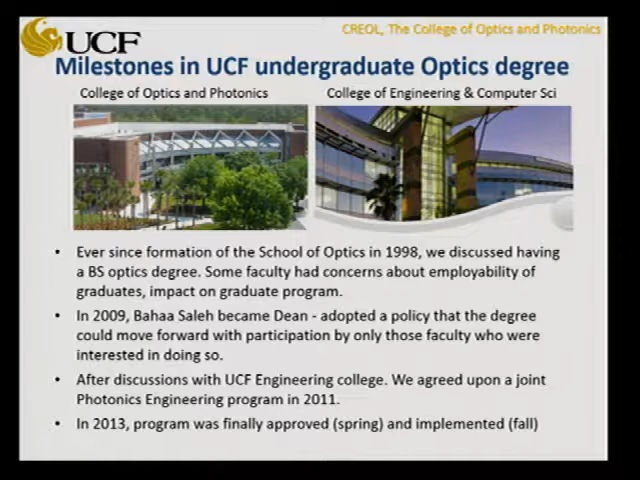 CREOL, The College of Optics and Photonics
UCF
Milestones in UCF undergraduate Optics degree
College of Optics and Photonics
College of Engineering & Computer Sci
• Ever since formation of the School of Optics in 1998, we discussed having
a BS optics degree. Some faculty had concerns about employability of
graduates, impact on graduate program.
• In 2009, Bahaa Saleh became Dean - adopted a policy that the degree
could move forward with participation by only those faculty who were
interested in doing so.
• After discussions with UCF Engineering college. We agreed upon a joint
Photonics Engineering program in 2011.
• In 2013, program was finally approved (spring) and implemented (fall)